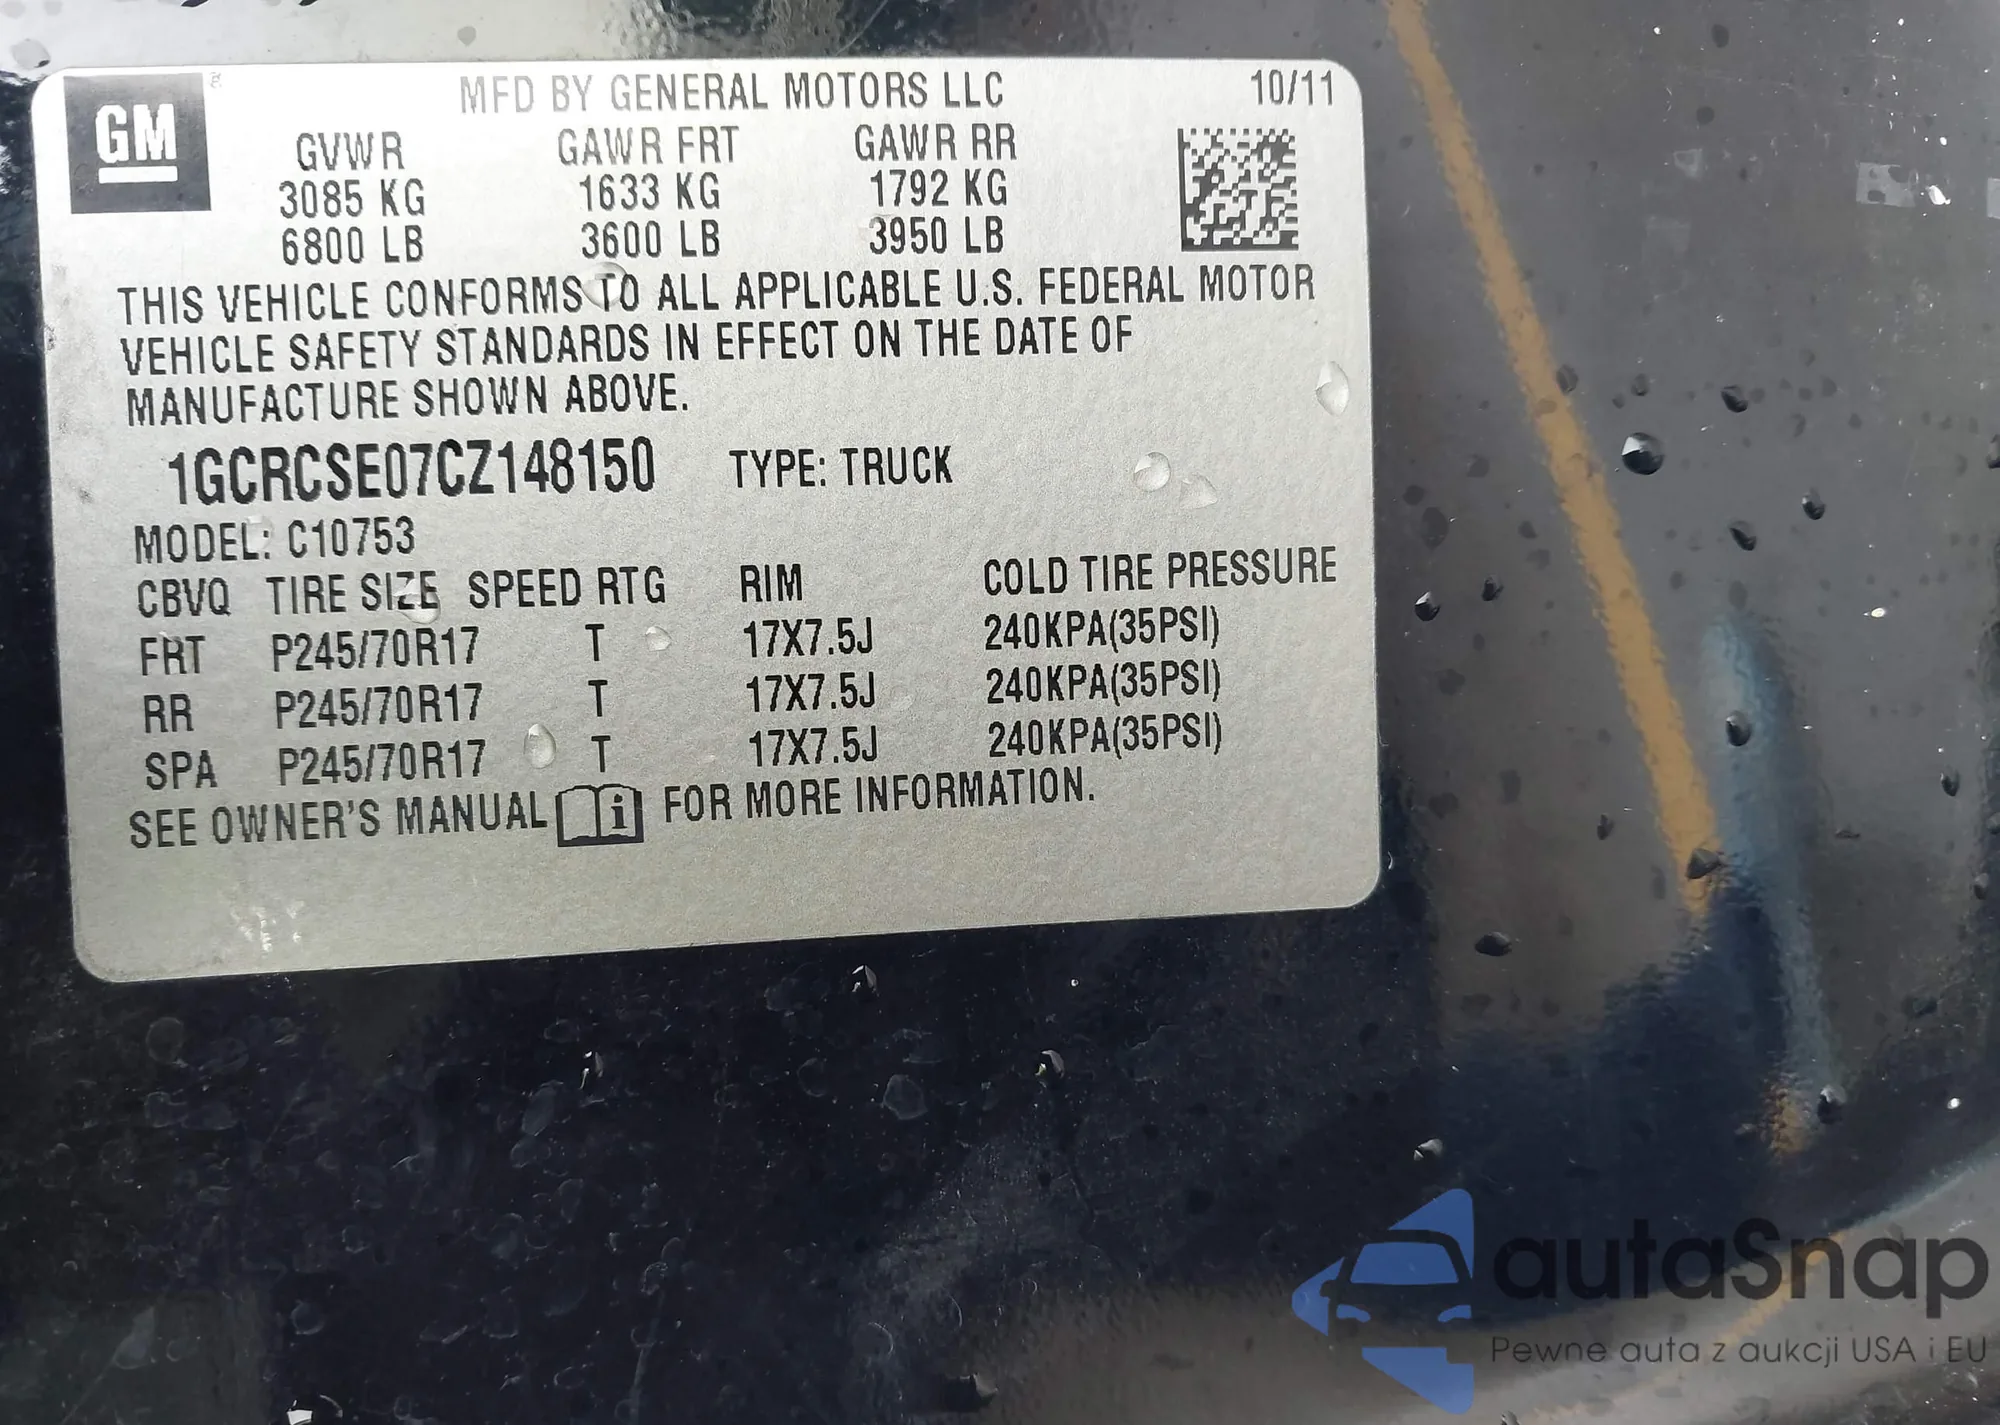 GM
MFD BY GENERAL MOTORS LLC 10/11
GVWR GAWR FRT GAWR RR
3085 KG 1633 KG 1792 KG
6800 LB 3600 LB 3950 LB
THIS VEHICLE CONFORMS TO ALL APPLICABLE U.S. FEDERAL MOTOR
VEHICLE SAFETY STANDARDS IN EFFECT ON THE DATE OF
MANUFACTURE SHOWN ABOVE.
1GCRCSE07CZ148150 TYPE: TRUCK
MODEL: C10753
CBVQ TIRE SIZE SPEED RTG RIM COLD TIRE PRESSURE
FRT P245/70R17 T 17X7.5J 240KPA(35PSI)
RR P245/70R17 T 17X7.5J 240KPA(35PSI)
SPA P245/70R17 T 17X7.5J 240KPA(35PSI)
SEE OWNER'S MANUAL i FOR MORE INFORMATION.
autaSnap
Pewne auta z aukcji USA i EU